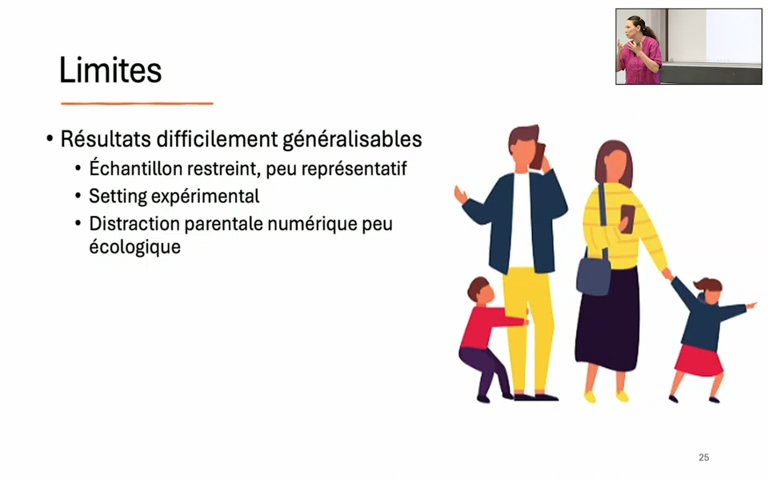 Limites
• Résultats difficilement généralisables
• Échantillon restreint, peu représentatif
• Setting expérimental
• Distraction parentale numérique peu
écologique
25